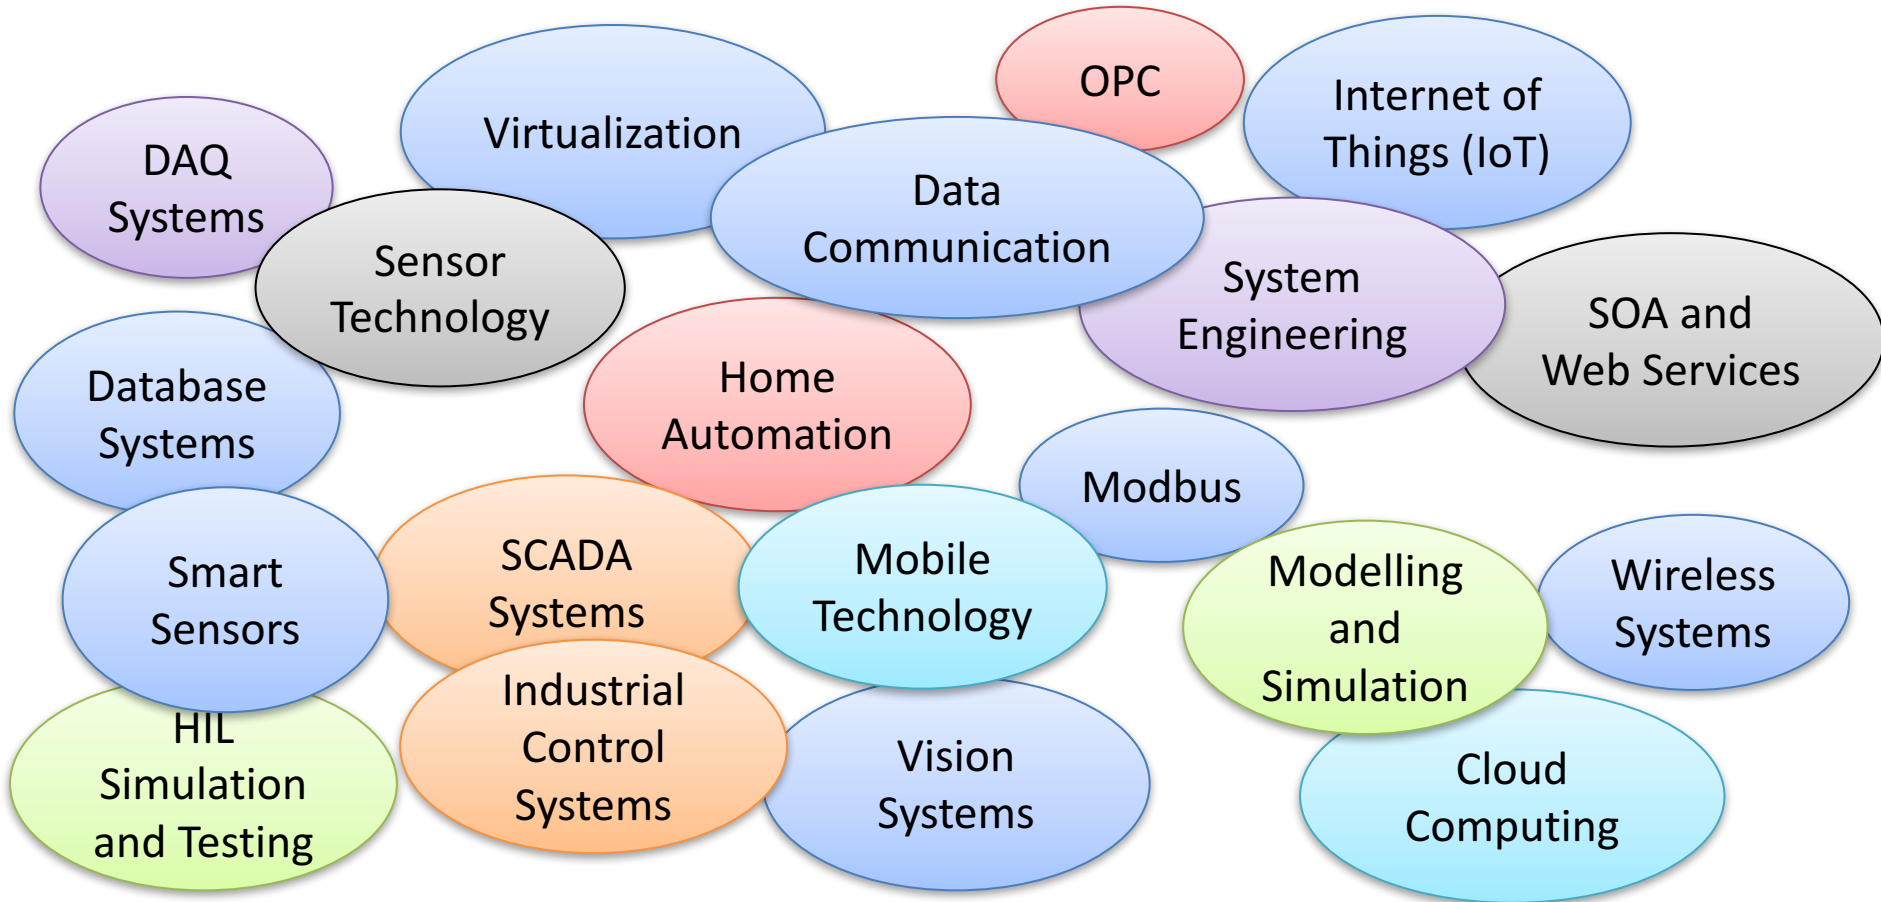 OPC
Internet of
Things (IoT)
Virtualization
DAQ
Systems
Data
Communication
Sensor
Technology
System
Engineering
SOA and
Web Services
Database
Systems
Home
Automation
Modbus
Smart
Sensors
SCADA
Systems
Mobile
Technology
Modelling
and
Simulation
Wireless
Systems
HIL
Simulation
and Testing
Industrial
Control
Systems
Vision
Systems
Cloud
Computing